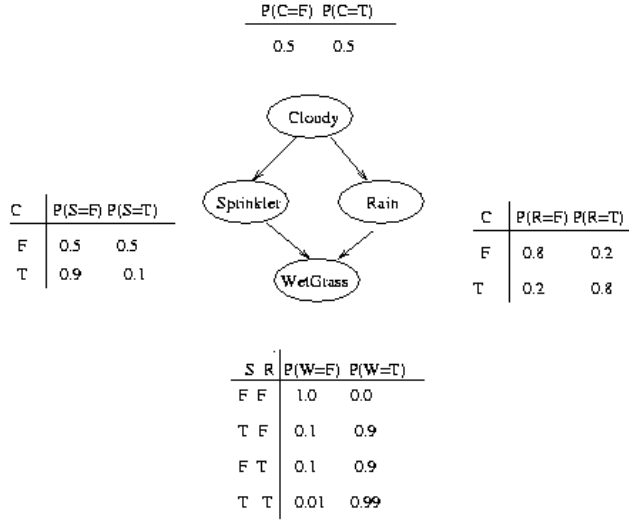 P(C=F) P(C=T)
0.5 0.5
Cloudy
Sprinkler Rain
WetGrass
C P(S=F) P(S=T)
F 0.5 0.5
T 0.9 0.1
C P(R=F) P(R=T)
F 0.8 0.2
T 0.2 0.8
S R P(W=F) P(W=T)
F F 1.0 0.0
T F 0.1 0.9
F T 0.1 0.9
T T 0.01 0.99